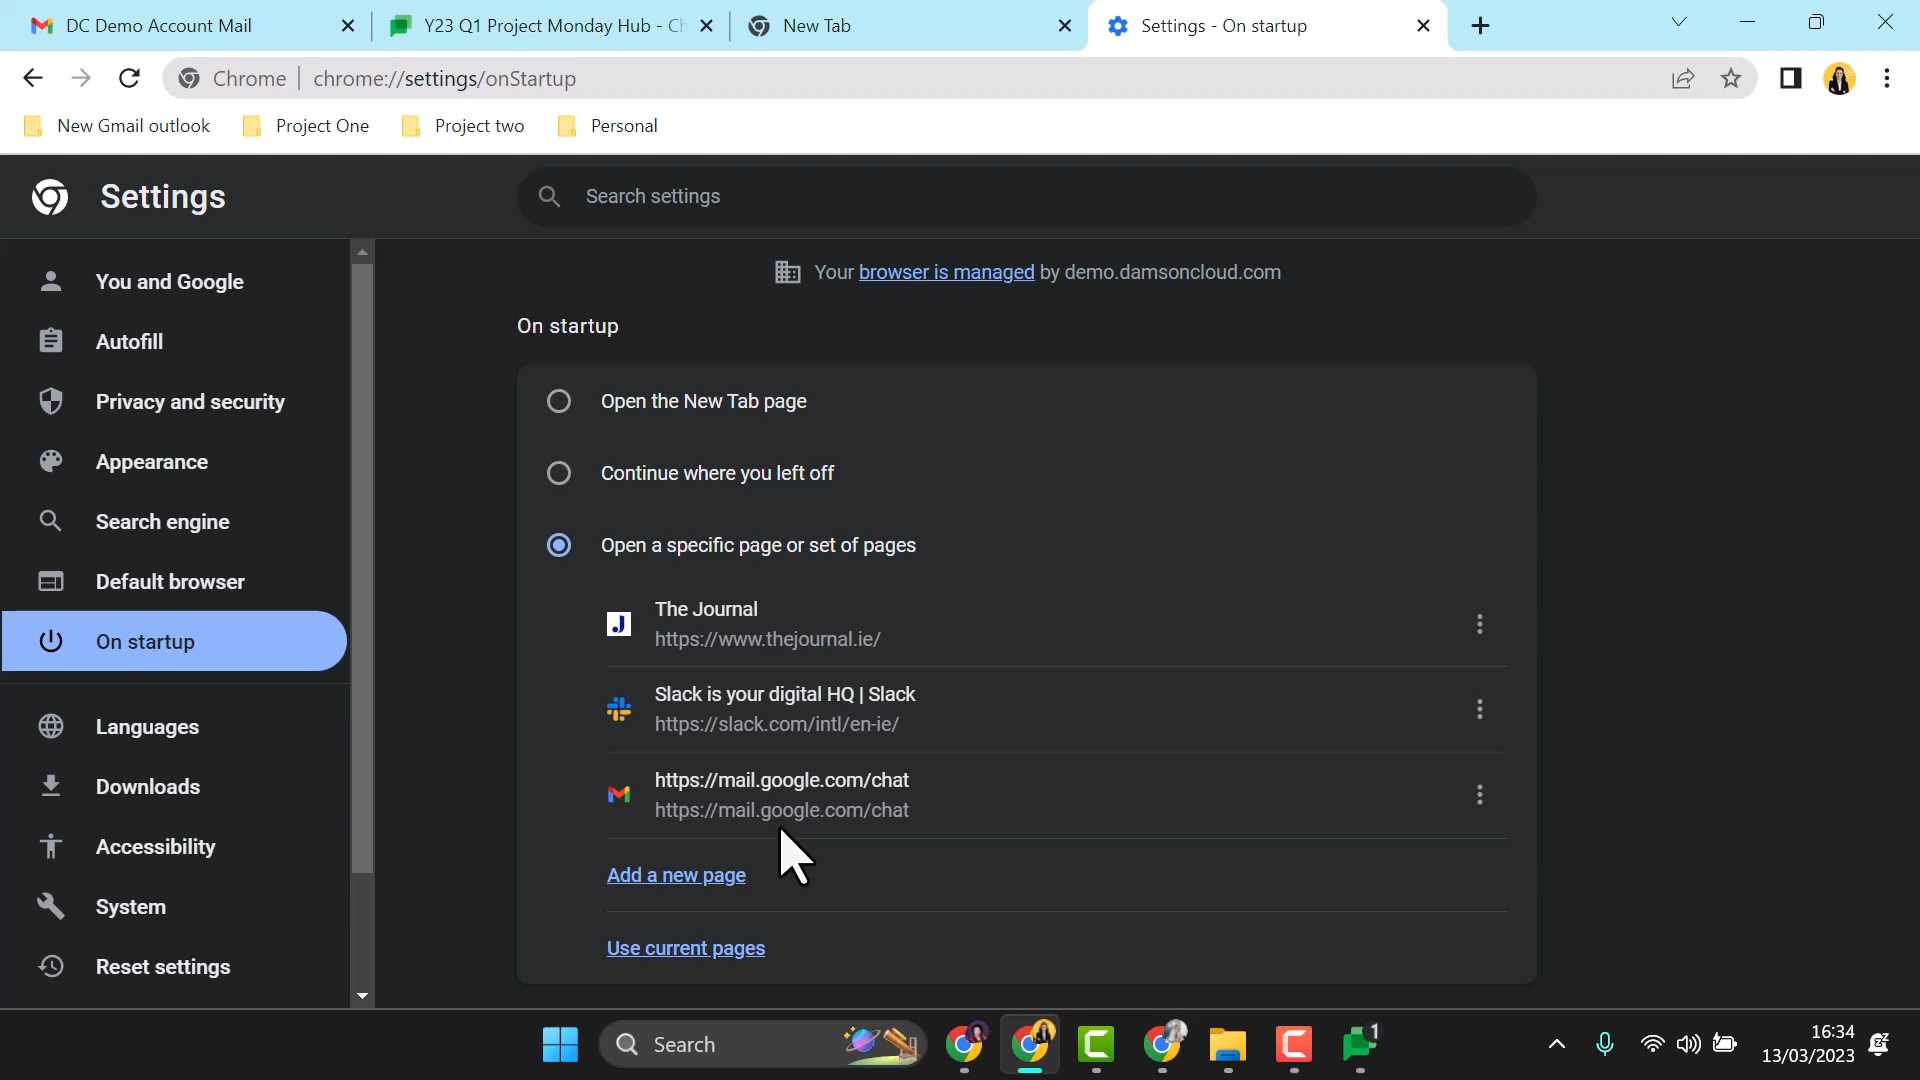 DC Demo Account Mail
Y23 Q1 Project Monday Hub - Ch
New Tab
Settings - On startup
Chrome
chrome://settings/onStartup
New Gmail outlook
Project One
Project two
Personal
Settings
Search settings
You and Google
Autofill
Privacy and security
Appearance
Search engine
Default browser
On startup
Languages
Downloads
Accessibility
System
Reset settings
Your browser is managed by demo.damsoncloud.com
On startup
Open the New Tab page
Continue where you left off
Open a specific page or set of pages
The Journal
https://www.thejournal.ie/
Slack is your digital HQ | Slack
https://slack.com/intl/en-ie/
https://mail.google.com/chat
https://mail.google.com/chat
Add a new page
Use current pages
Search
1
16:34
13/03/2023